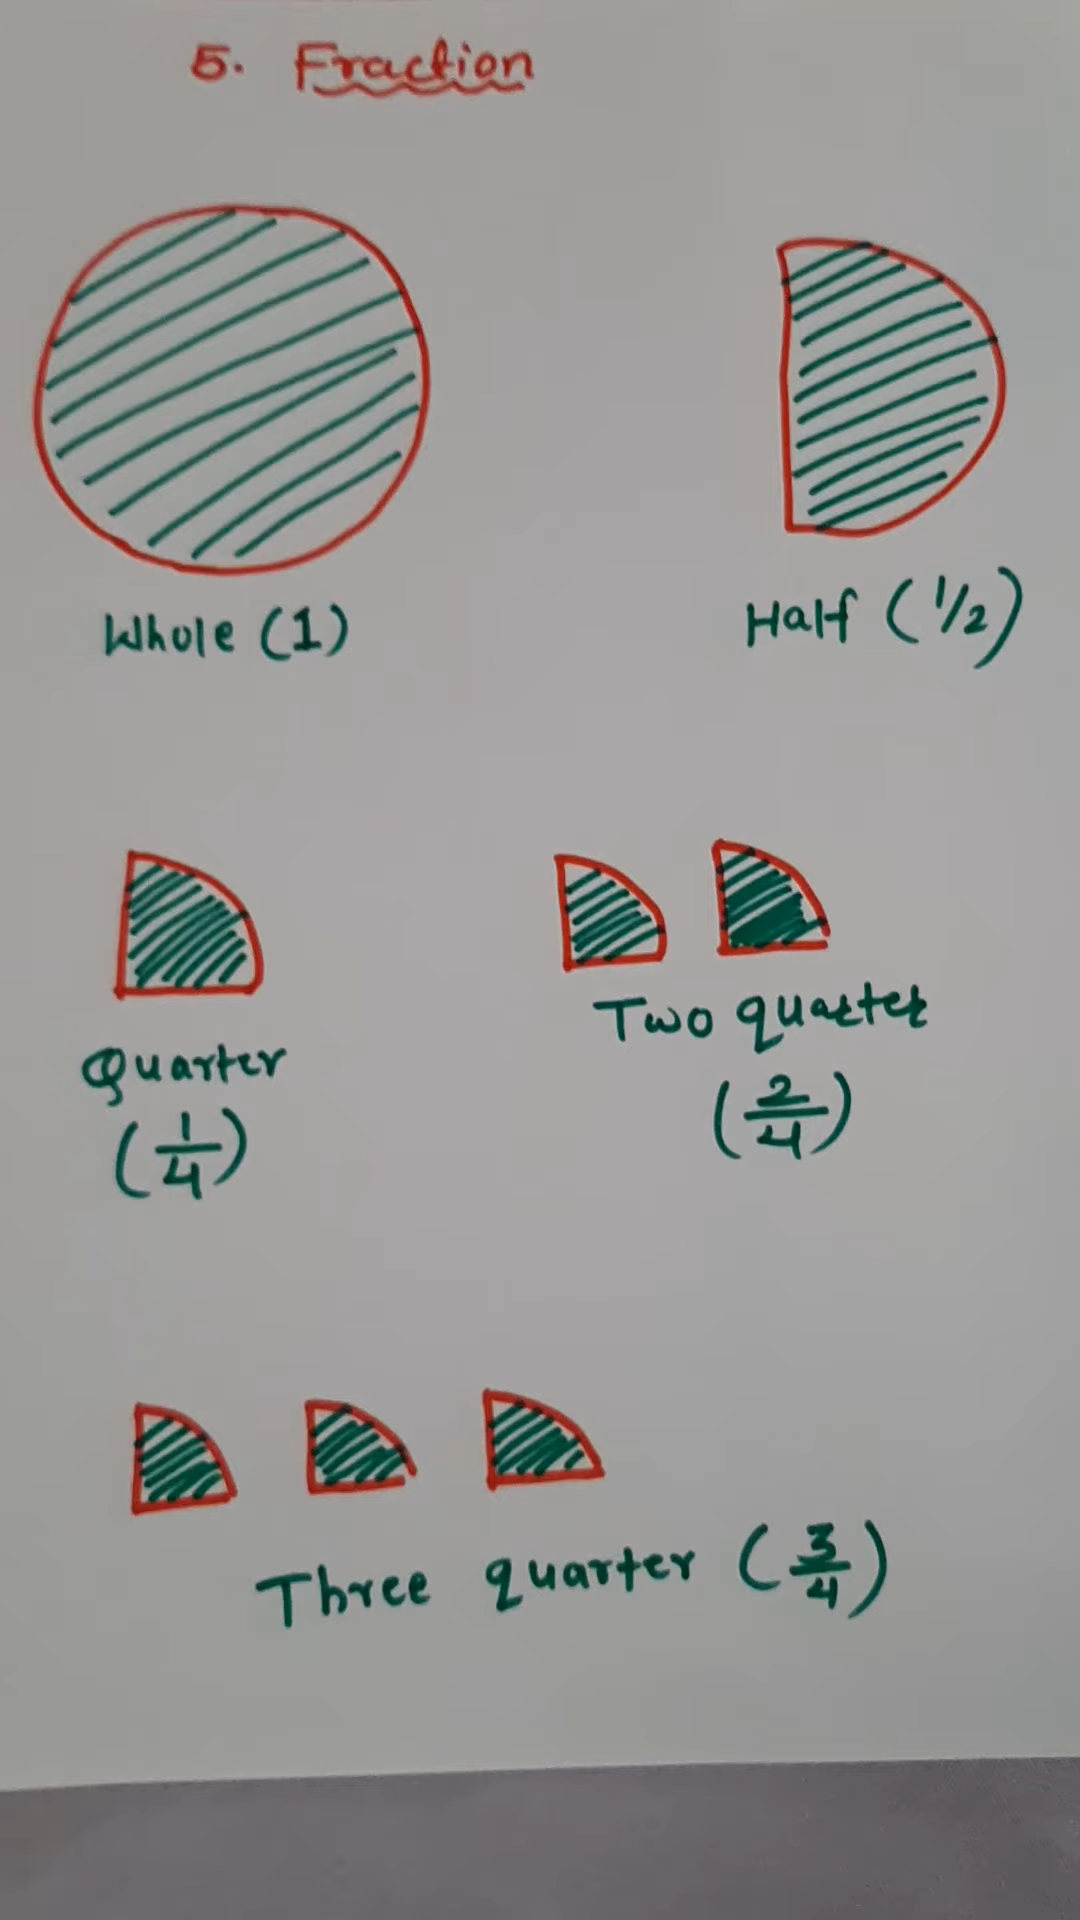 5. Fraction
Whole (1)
Half (1/2)
Quarter
(1/4)
Two quarter
(2/4)
Three quarter (3/4)